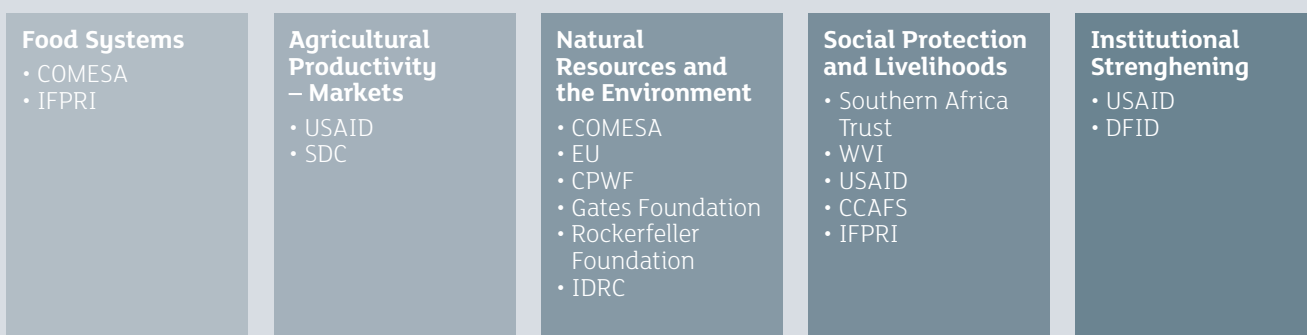 Food Systems
• COMESA
• IFPRI
Agricultural
Productivity
– Markets
• USAID
• SDC
Natural
Resources and
the Environment
• COMESA
• EU
• CPWF
• Gates Foundation
• Rockerfeller
Foundation
• IDRC
Social Protection
and Livelihoods
• Southern Africa
Trust
• WVI
• USAID
• CCAFS
• IFPRI
Institutional
Strenghening
• USAID
• DFID